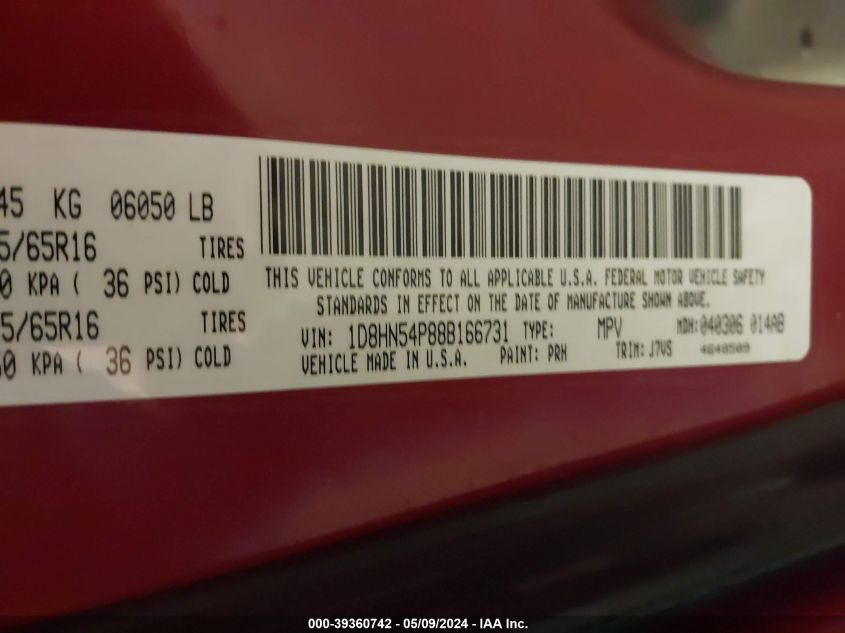 45 KG 06050 LB
5/65R16 TIRES
0 KPA ( 36 PSI) COLD
5/65R16 TIRES
50 KPA ( 36 PSI) COLD
THIS VEHICLE CONFORMS TO ALL APPLICABLE U.S.A. FEDERAL MOTOR VEHICLE SAFETY
STANDARDS IN EFFECT ON THE DATE OF MANUFACTURE SHOWN ABOVE.
VIN: 1D8HN54P88B166731 TYPE: MPV MDH:040306 014AB
VEHICLE MADE IN U.S.A. PAINT: PRH TRIM: J7VS
000-39360742 - 05/09/2024 - IAA Inc.